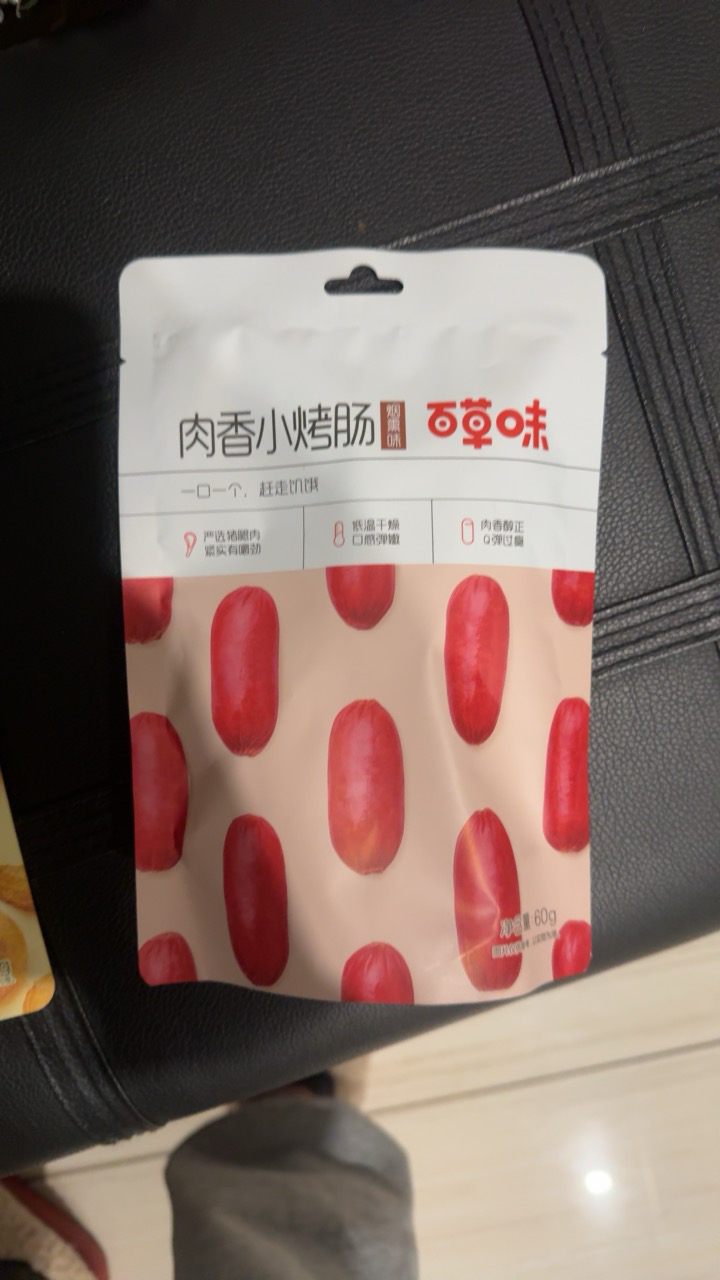 肉香小烤肠
烟熏味
百草味
一口一个，赶走饥饿
严选猪腿肉
紧实有嚼劲
低温干燥
口感弹嫩
肉香醇正
Q弹过瘾
净含量:60g